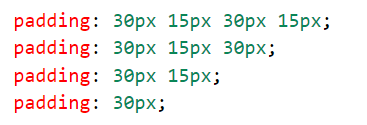 padding: 30px 15px 30px 15px;
padding: 30px 15px 30px;
padding: 30px 15px;
padding: 30px;